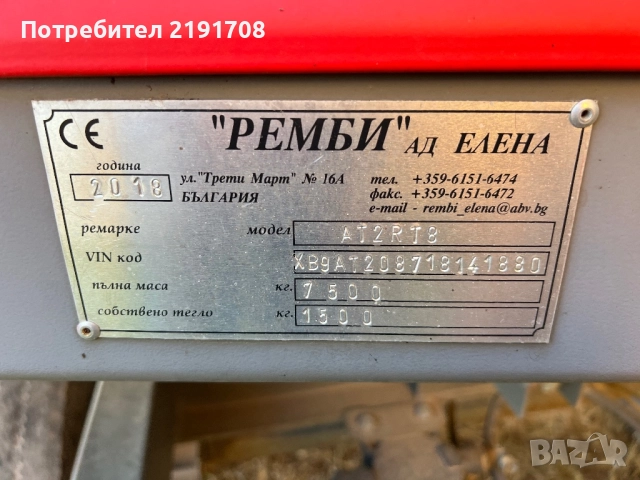 Потребител 2191708
CE "РЕМБИ" АД ЕЛЕНА
година
2018
ул."Трети Март" № 16А
БЪЛГАРИЯ
тел. +359-6151-6474
факс. +359-6151-6472
e-mail - rembi_elena@abv.bg
ремарке модел AT2RT8
VIN код XB9AT208718141880
пълна маса кг. 7500
собствено тегло кг. 1500
BAZAR